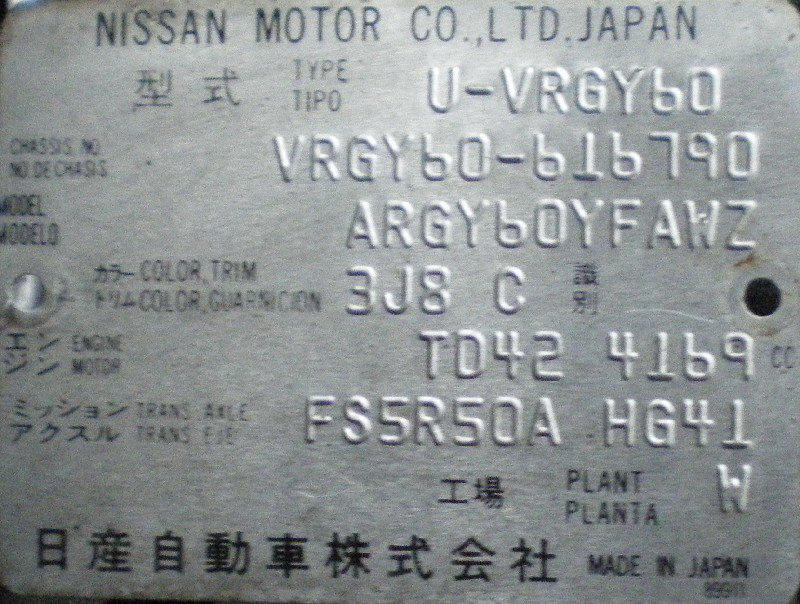 NISSAN MOTOR CO.,LTD.JAPAN
型式 TYPE TIPO U-VRGY60
CHASSIS.NO NO DE CHASIS VRGY60-616790
MODEL MODELO ARGY60YFAWZ
カラー COLOR,TRIM
トリム COLOR,GUARNICION 3J8 C 識別
エンジン ENGINE MOTOR TD42 4169 CC
ミッション TRANS.AXLE
アクスル TRANS EJE FS5R50A HG41
工場 PLANT PLANTA W
日産自動車株式会社 MADE IN JAPAN